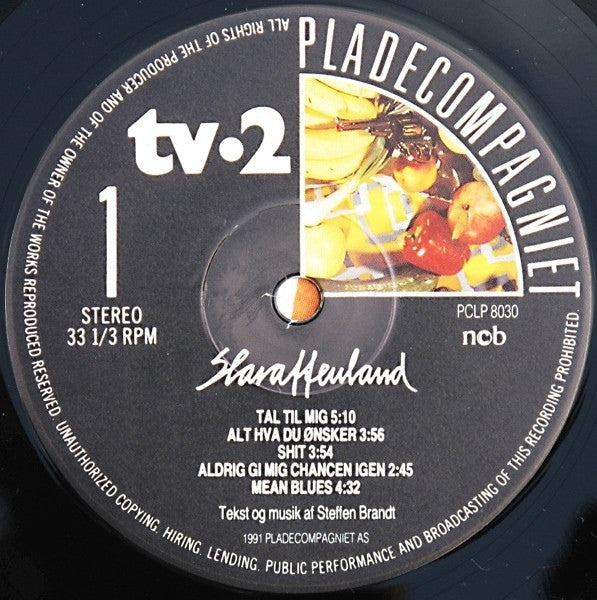 PLADECOMPAGNIET
tv·2
1
STEREO
33 1/3 RPM
PCLP 8030
ncb
Slaraffenland
TAL TIL MIG 5:10
ALT HVA DU ØNSKER 3:56
SHIT 3:54
ALDRIG GI MIG CHANCEN IGEN 2:45
MEAN BLUES 4:32
Tekst og musik af Steffen Brandt
1991 PLADECOMPAGNIET AS
ALL RIGHTS OF THE PRODUCER AND OF THE OWNER OF THE WORKS REPRODUCED RESERVED. UNAUTHORIZED COPYING, HIRING, LENDING, PUBLIC PERFORMANCE AND BROADCASTING OF THIS RECORDING PROHIBITED.